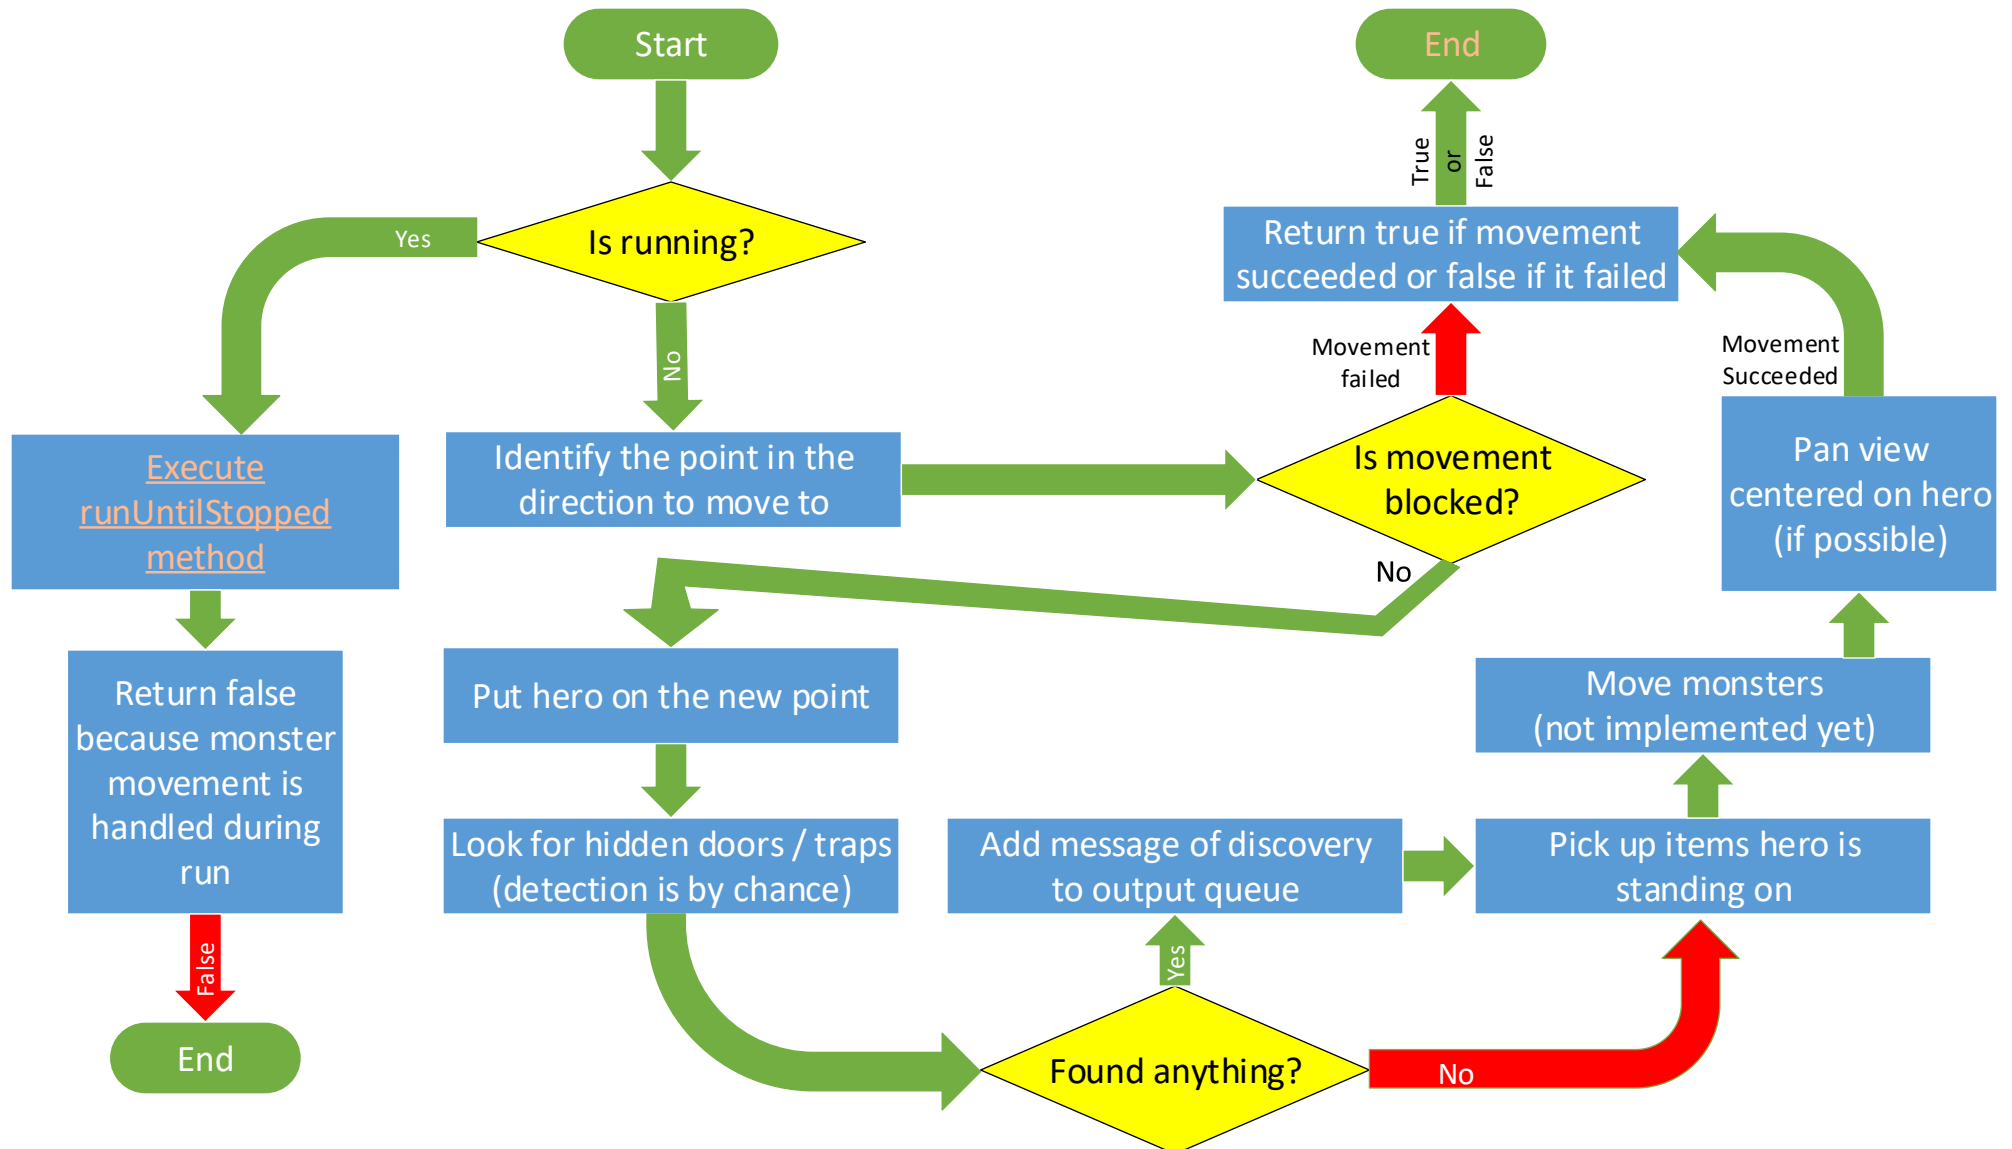 Start
End
True
or
False
Is running?
Yes
No
Return true if movement
succeeded or false if it failed
Movement
failed
Movement
Succeeded
Execute
runUntilStopped
method
Identify the point in the
direction to move to
Is movement
blocked?
No
Pan view
centered on hero
(if possible)
Return false
because monster
movement is
handled during
run
Put hero on the new point
Move monsters
(not implemented yet)
Look for hidden doors / traps
(detection is by chance)
Add message of discovery
to output queue
Pick up items hero is
standing on
False
Yes
End
Found anything?
No